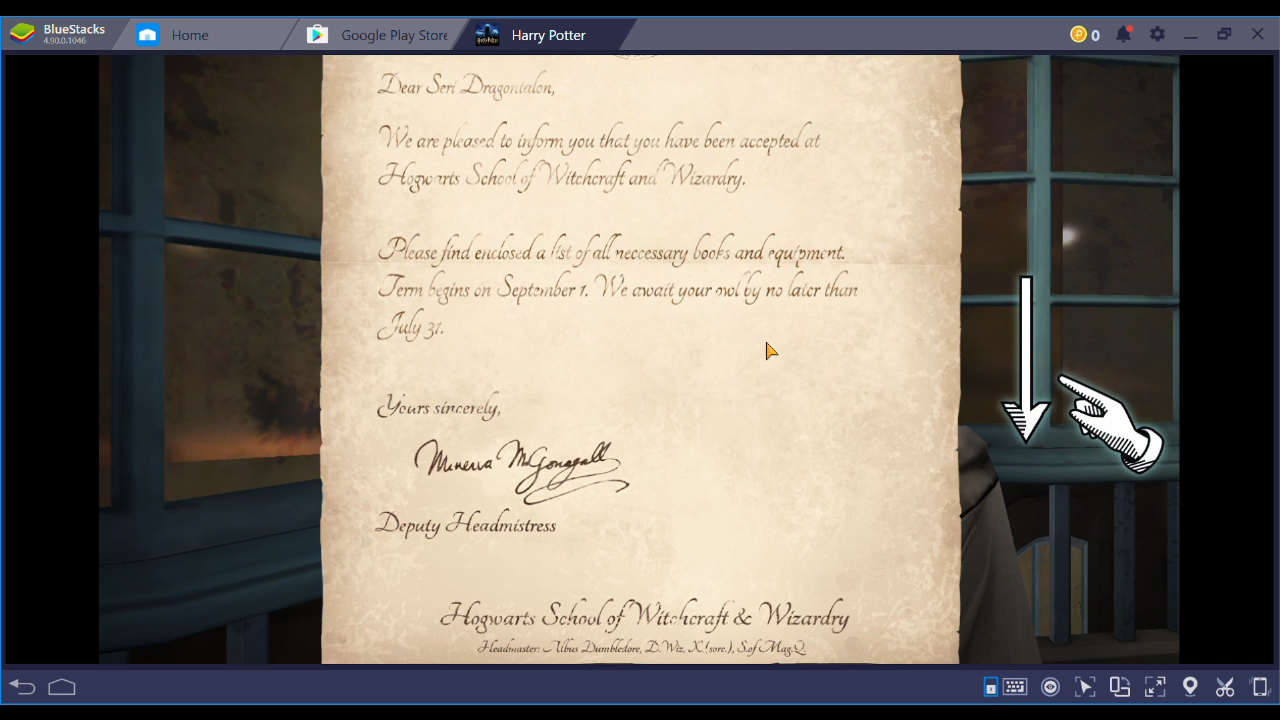 BlueStacks
4.90.0.1046
Home
Google Play Store
Harry Potter
0
Dear Seri Dragontalon,
We are pleased to inform you that you have been accepted at
Hogwarts School of Witchcraft and Wizardry.
Please find enclosed a list of all neccessary books and equipment.
Term begins on September 1. We await your owl by no later than
July 31.
Yours sincerely,
Minerva McGonagall
Deputy Headmistress
Hogwarts School of Witchcraft & Wizardry
Headmaster: Albus Dumbledore, D.Wiz, X.(sorc.), S.of Mag.Q.